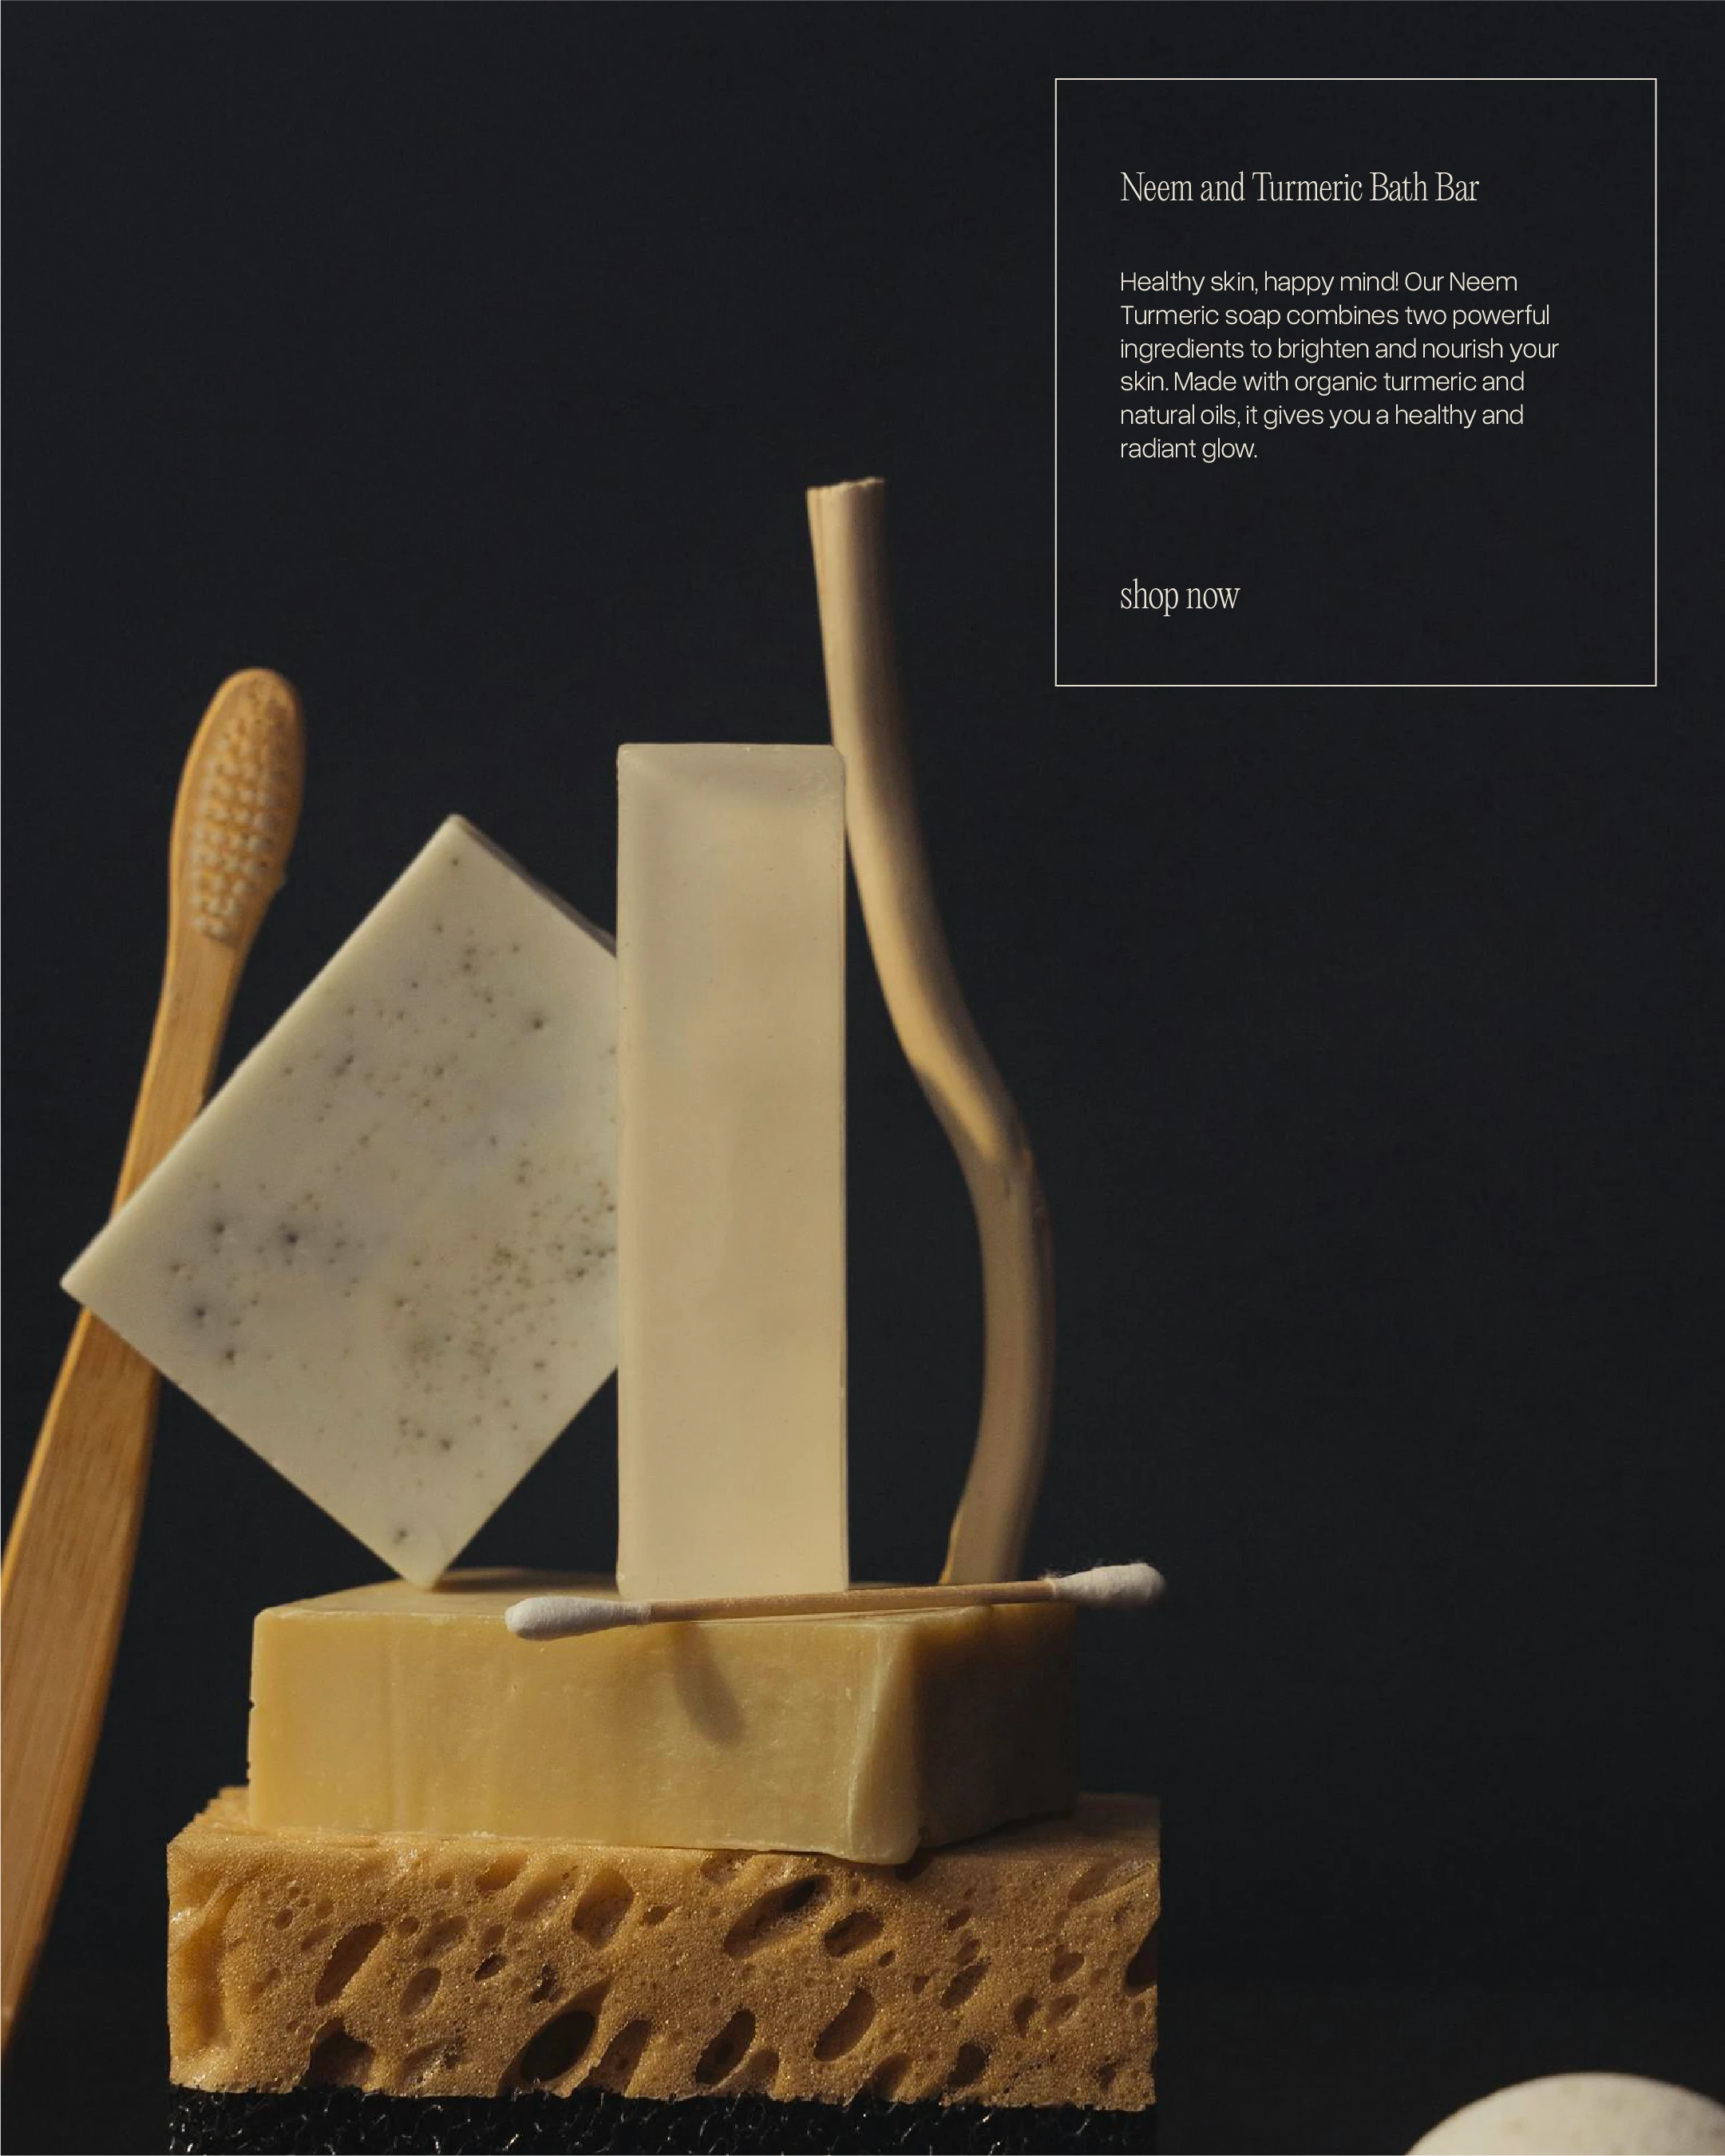 Neem and Turmeric Bath Bar
Healthy skin, happy mind! Our Neem
Turmeric soap combines two powerful
ingredients to brighten and nourish your
skin. Made with organic turmeric and
natural oils, it gives you a healthy and
radiant glow.
shop now